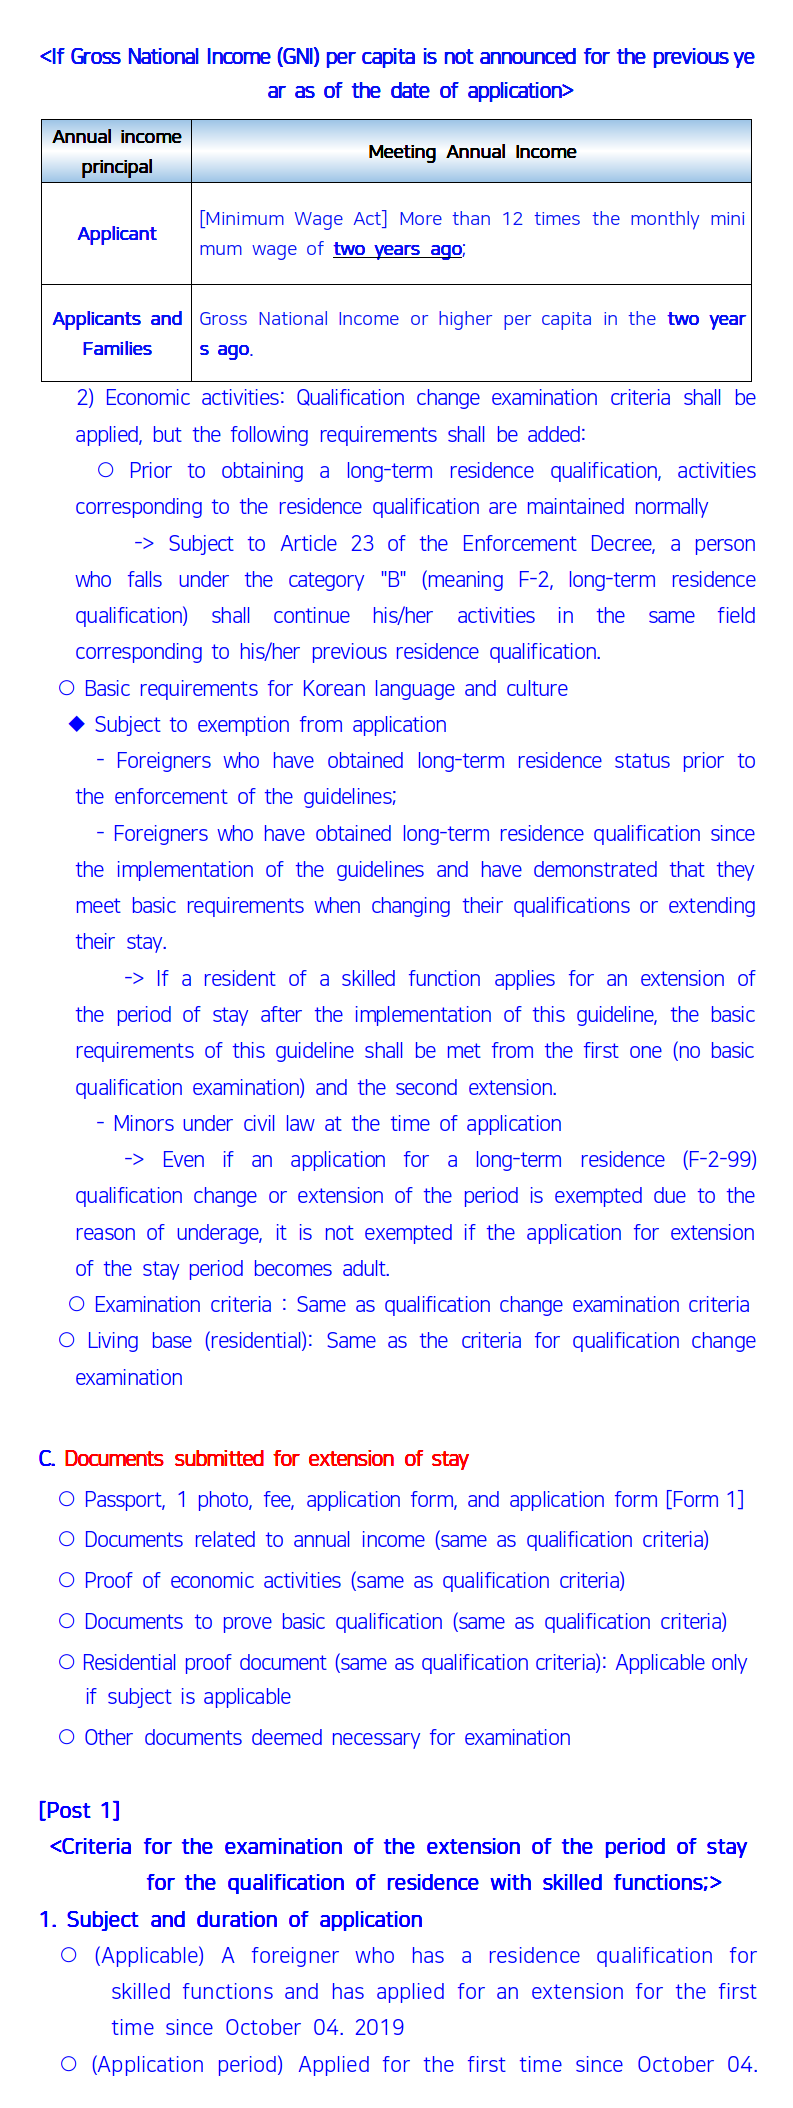 <If Gross National Income (GNI) per capita is not announced for the previous ye
ar as of the date of application>
Annual income
principal
Meeting Annual Income
Applicant
[Minimum Wage Act] More than 12 times the monthly mini
mum wage of two years ago;
Applicants and
Families
Gross National Income or higher per capita in the two year
s ago.
2) Economic activities: Qualification change examination criteria shall be
applied, but the following requirements shall be added:
○ Prior to obtaining a long-term residence qualification, activities
corresponding to the residence qualification are maintained normally
-> Subject to Article 23 of the Enforcement Decree, a person
who falls under the category "B" (meaning F-2, long-term residence
qualification) shall continue his/her activities in the same field
corresponding to his/her previous residence qualification.
○ Basic requirements for Korean language and culture
◆ Subject to exemption from application
- Foreigners who have obtained long-term residence status prior to
the enforcement of the guidelines;
- Foreigners who have obtained long-term residence qualification since
the implementation of the guidelines and have demonstrated that they
meet basic requirements when changing their qualifications or extending
their stay.
-> If a resident of a skilled function applies for an extension of
the period of stay after the implementation of this guideline, the basic
requirements of this guideline shall be met from the first one (no basic
qualification examination) and the second extension.
- Minors under civil law at the time of application
-> Even if an application for a long-term residence (F-2-99)
qualification change or extension of the period is exempted due to the
reason of underage, it is not exempted if the application for extension
of the stay period becomes adult.
○ Examination criteria : Same as qualification change examination criteria
○ Living base (residential): Same as the criteria for qualification change
examination
C. Documents submitted for extension of stay
○ Passport, 1 photo, fee, application form, and application form [Form 1]
○ Documents related to annual income (same as qualification criteria)
○ Proof of economic activities (same as qualification criteria)
○ Documents to prove basic qualification (same as qualification criteria)
○ Residential proof document (same as qualification criteria): Applicable only
if subject is applicable
○ Other documents deemed necessary for examination
[Post 1]
<Criteria for the examination of the extension of the period of stay
for the qualification of residence with skilled functions;>
1. Subject and duration of application
○ (Applicable) A foreigner who has a residence qualification for
skilled functions and has applied for an extension for the first
time since October 04. 2019
○ (Application period) Applied for the first time since October 04.